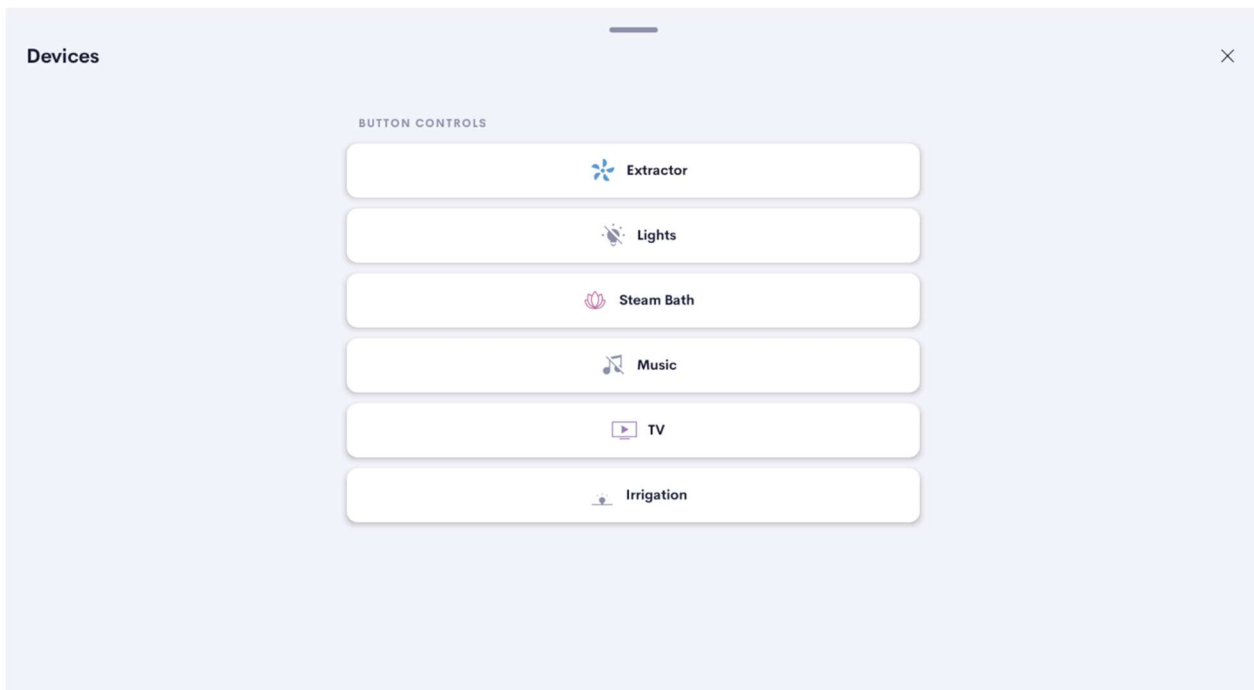 Devices
BUTTON CONTROLS
Extractor
Lights
Steam Bath
Music
TV
Irrigation